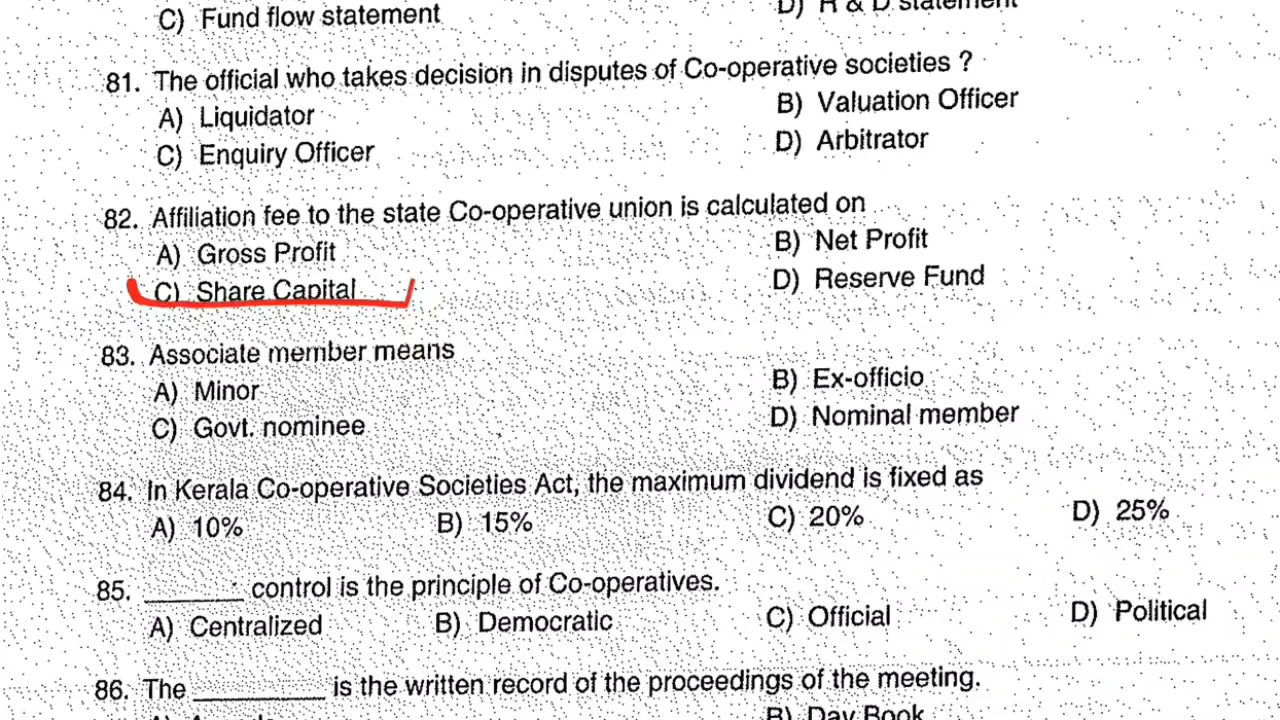 C) Fund flow statement
D) R & D statement
81. The official who takes decision in disputes of Co-operative societies ?
A) Liquidator
B) Valuation Officer
C) Enquiry Officer
D) Arbitrator
82. Affiliation fee to the state Co-operative union is calculated on
A) Gross Profit
B) Net Profit
C) Share Capital
D) Reserve Fund
83. Associate member means
A) Minor
B) Ex-officio
C) Govt. nominee
D) Nominal member
84. In Kerala Co-operative Societies Act, the maximum dividend is fixed as
A) 10% B) 15% C) 20% D) 25%
85. ______ control is the principle of Co-operatives.
A) Centralized B) Democratic C) Official D) Political
86. The ________ is the written record of the proceedings of the meeting.
B) Day Book